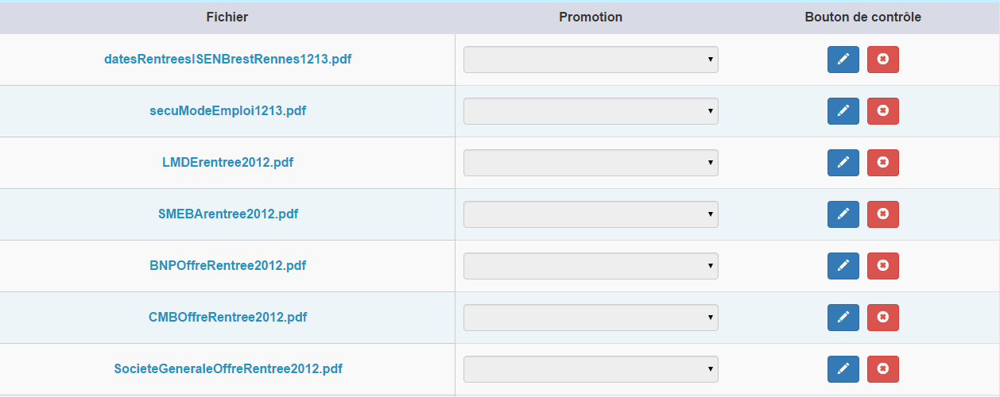 Fichier Promotion Bouton de contrôle
datesRentreesISENBrestRennes1213.pdf
secuModeEmploi1213.pdf
LMDErentree2012.pdf
SMEBArentree2012.pdf
BNPOffreRentree2012.pdf
CMBOffreRentree2012.pdf
SocieteGeneraleOffreRentree2012.pdf